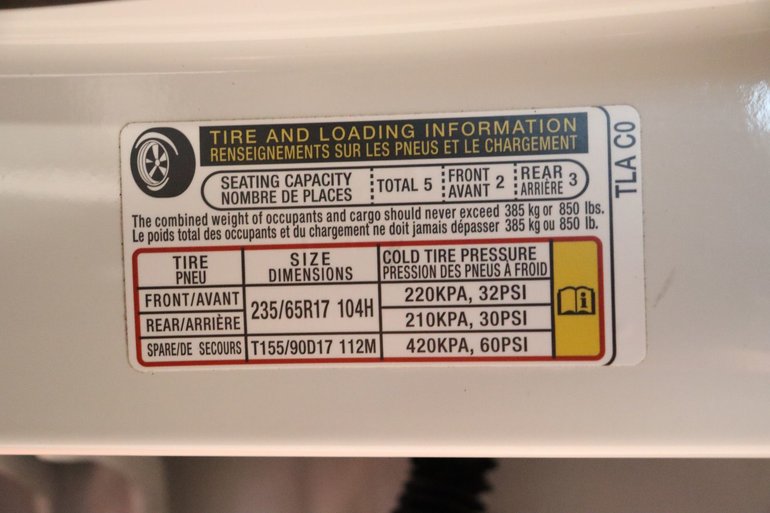 TIRE AND LOADING INFORMATION
RENSEIGNEMENTS SUR LES PNEUS ET LE CHARGEMENT
SEATING CAPACITY
NOMBRE DE PLACES
TOTAL 5
FRONT
AVANT 2
REAR
ARRIÈRE 3
The combined weight of occupants and cargo should never exceed 385 kg or 850 lbs.
Le poids total des occupants et du chargement ne doit jamais dépasser 385 kg ou 850 lb.
TIRE
PNEU
SIZE
DIMENSIONS
COLD TIRE PRESSURE
PRESSION DES PNEUS À FROID
FRONT/AVANT
235/65R17 104H
220KPA, 32PSI
REAR/ARRIÈRE
210KPA, 30PSI
SPARE/DE SECOURS
T155/90D17 112M
420KPA, 60PSI
TLA C0